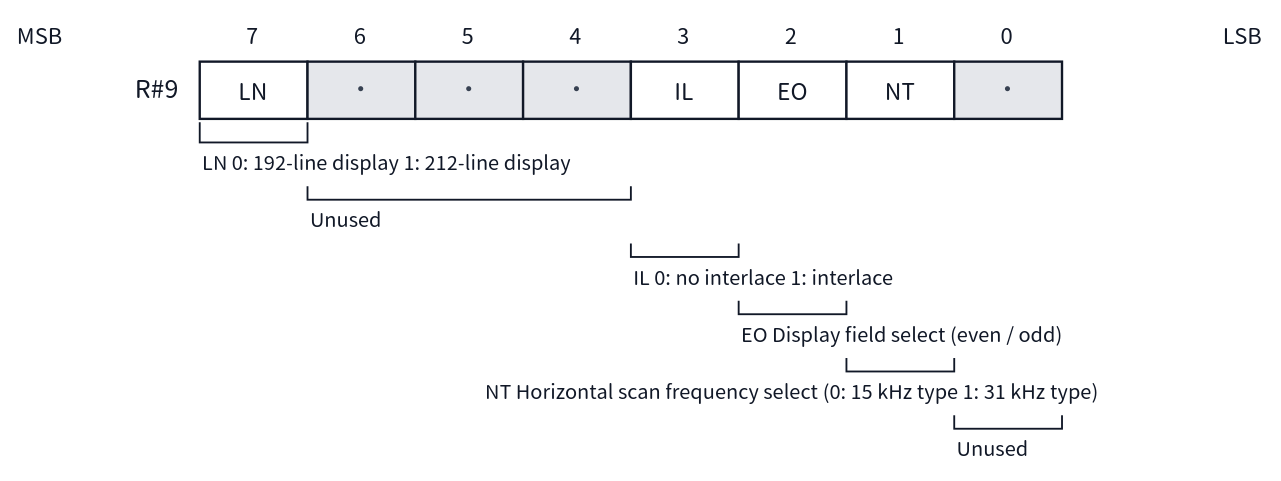 MSB 7 6 5 4 3 2 1 0 LSB
R#9 LN · · · IL EO NT ·
LN 0: 192-line display 1: 212-line display
Unused
IL 0: no interlace 1: interlace
EO Display field select (even / odd)
NT Horizontal scan frequency select (0: 15 kHz type 1: 31 kHz type)
Unused